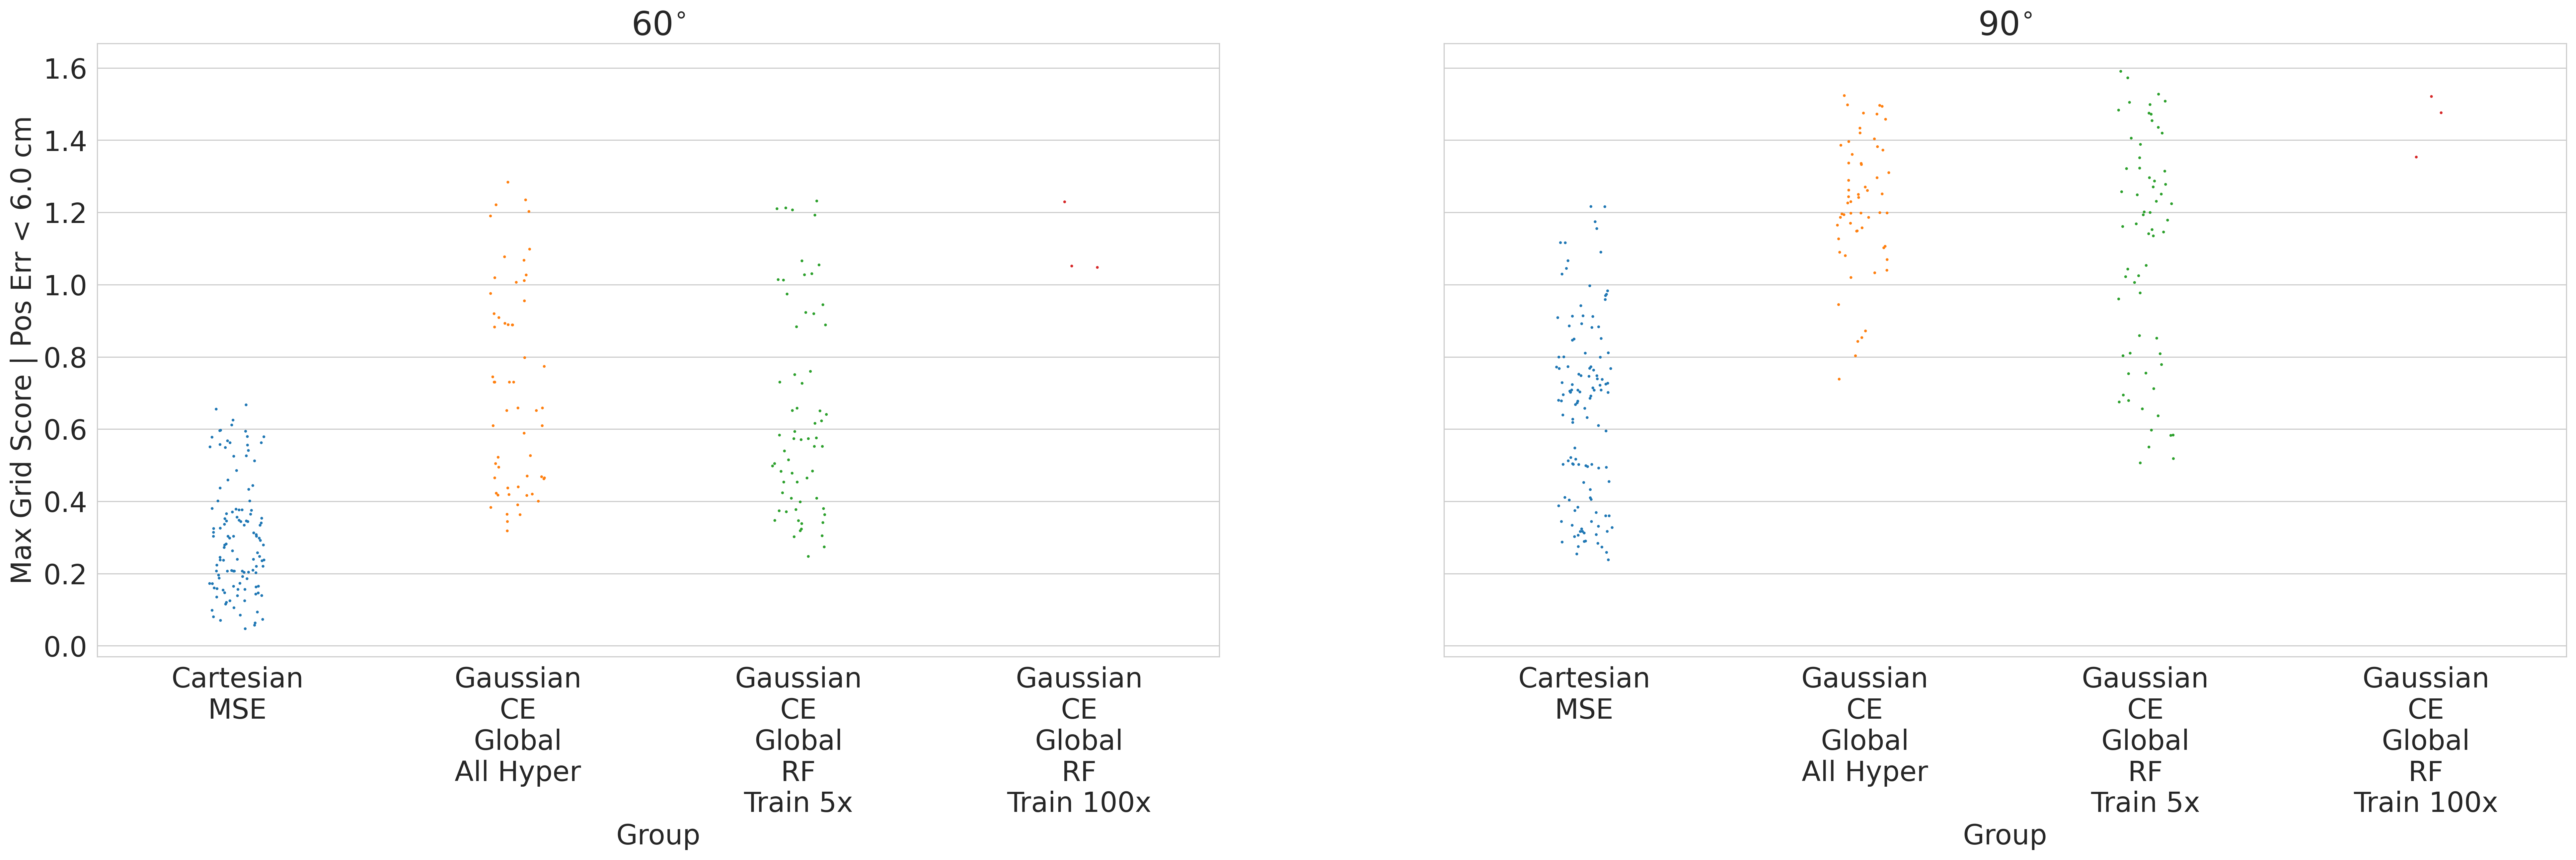 60°
90°
Max Grid Score | Pos Err < 6.0 cm
1.6
1.4
1.2
1.0
0.8
0.6
0.4
0.2
0.0
Cartesian
MSE
Gaussian
CE
Global
All Hyper
Gaussian
CE
Global
RF
Train 5x
Gaussian
CE
Global
RF
Train 100x
Group
Cartesian
MSE
Gaussian
CE
Global
All Hyper
Gaussian
CE
Global
RF
Train 5x
Gaussian
CE
Global
RF
Train 100x
Group